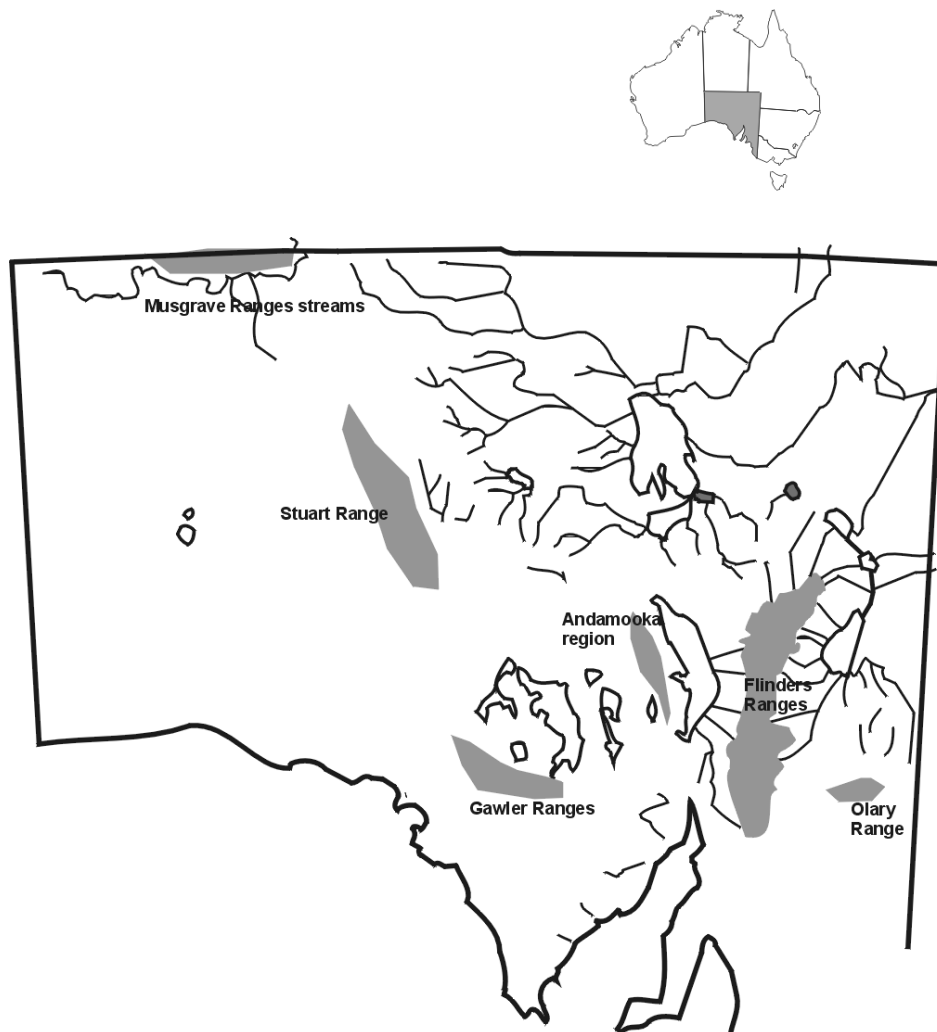 Musgrave Ranges streams
Stuart Range
Andamooka
region
Flinders
Ranges
Gawler Ranges
Olary
Range